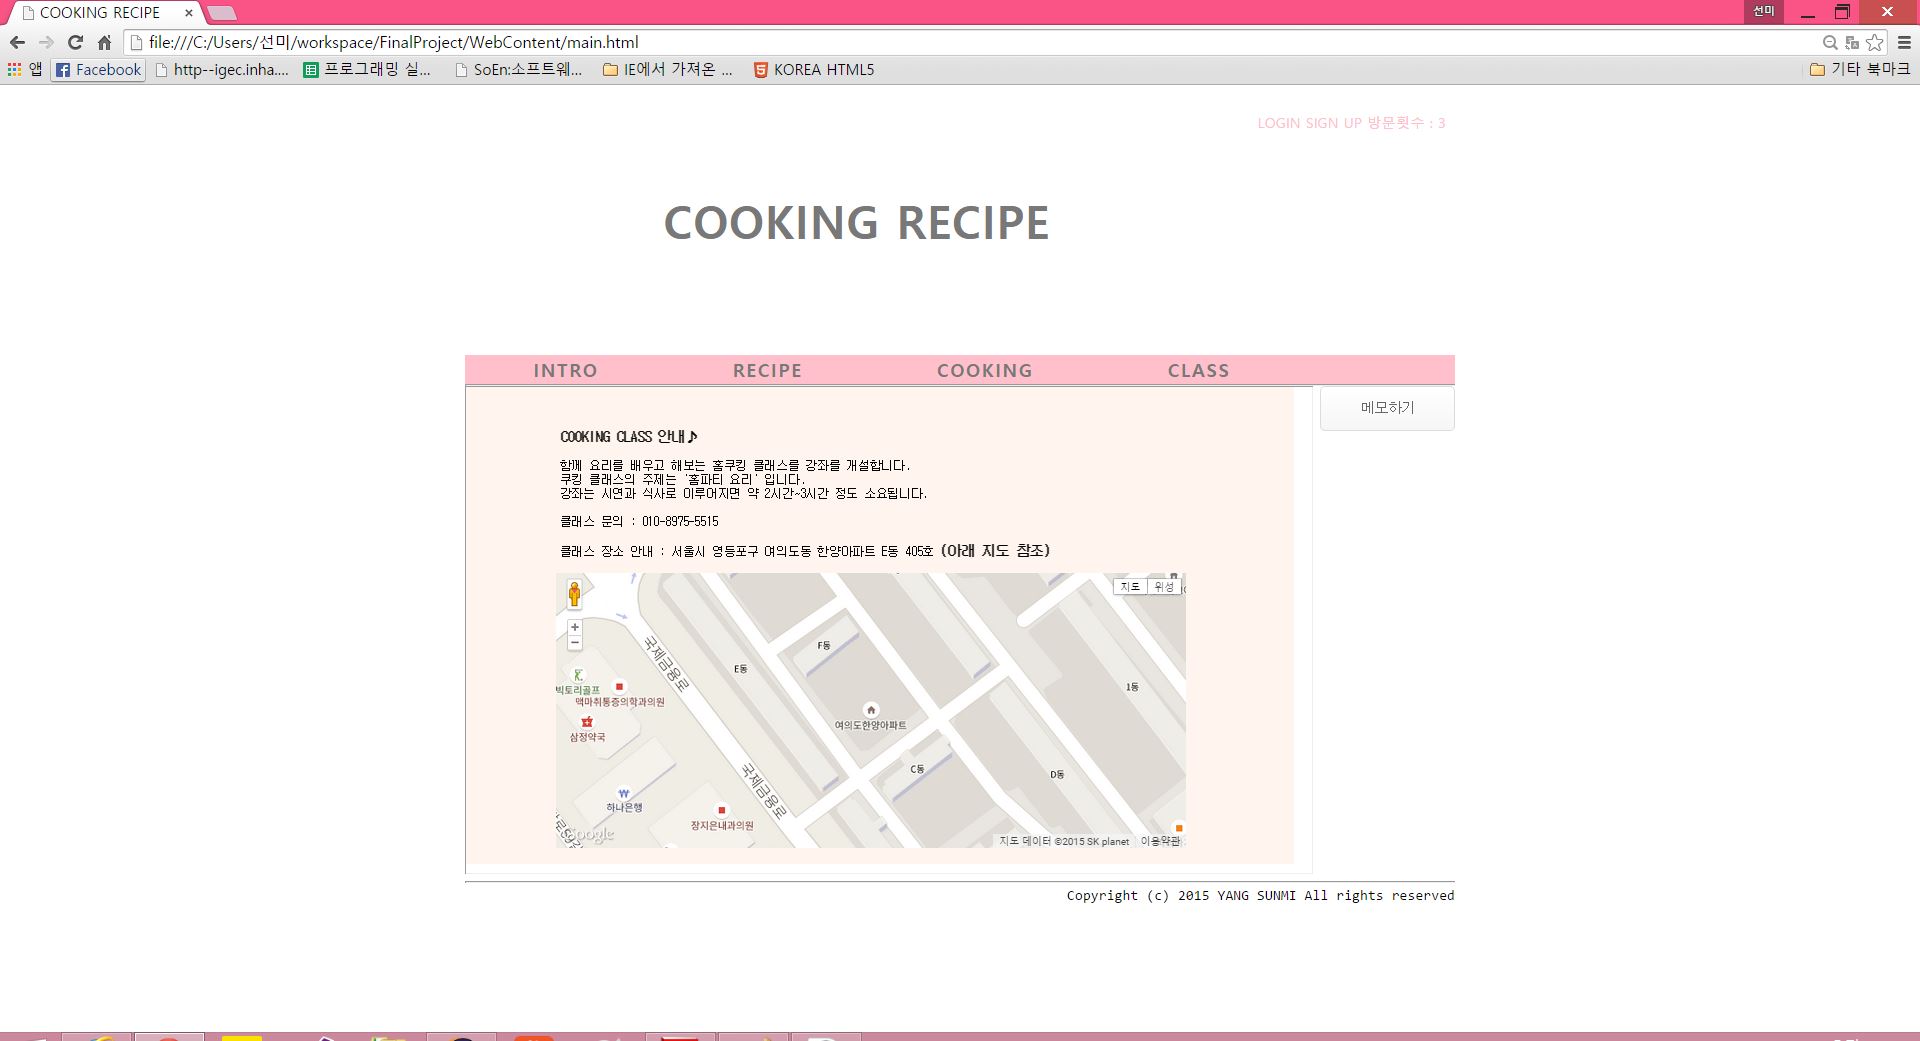 COOKING RECIPE
선미
file:///C:/Users/선미/workspace/FinalProject/WebContent/main.html
앱 Facebook http--igec.inha.... 프로그래밍 실... SoEn:소프트웨... IE에서 가져온 ... KOREA HTML5 기타 북마크
LOGIN SIGN UP 방문횟수 : 3
COOKING RECIPE
INTRO RECIPE COOKING CLASS
메모하기
COOKING CLASS 안내♪
함께 요리를 배우고 해보는 홈쿠킹 클래스를 강좌를 개설합니다.
쿠킹 클래스의 주제는 '홈파티 요리' 입니다.
강좌는 시연과 식사로 이루어지면 약 2시간~3시간 정도 소요됩니다.
클래스 문의 : 010-8975-5515
클래스 장소 안내 : 서울시 영등포구 여의도동 한양아파트 E동 405호 (아래 지도 참조)
지도 위성
국제금융로
F동
E동
빅토리골프
맥마취통증의학과의원
1동
여의도한양아파트
삼정약국
C동
D동
국제금융로
하나은행
장지은내과의원
Google
지도 데이터 ©2015 SK planet 이용약관
Copyright (c) 2015 YANG SUNMI All rights reserved